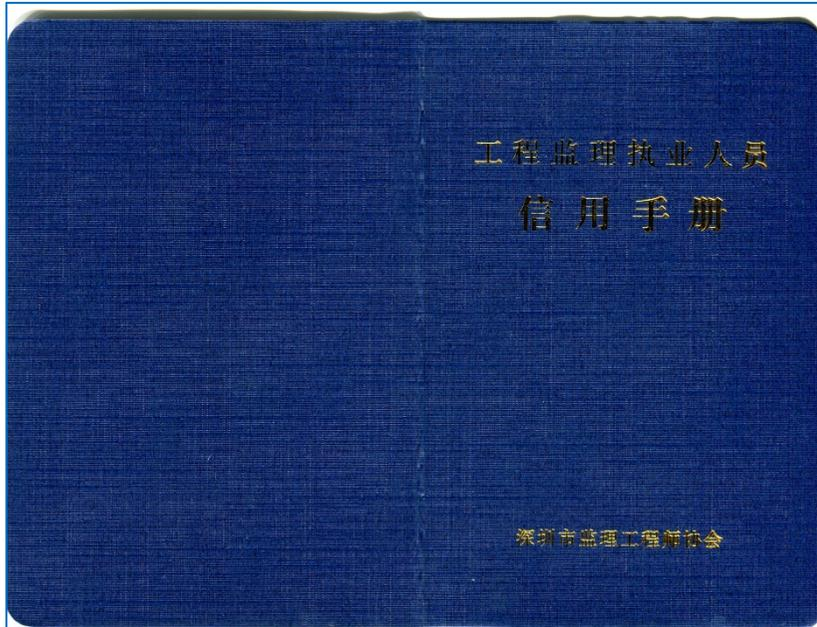 工程监理执业人员
信用手册
深圳市监理工程师协会